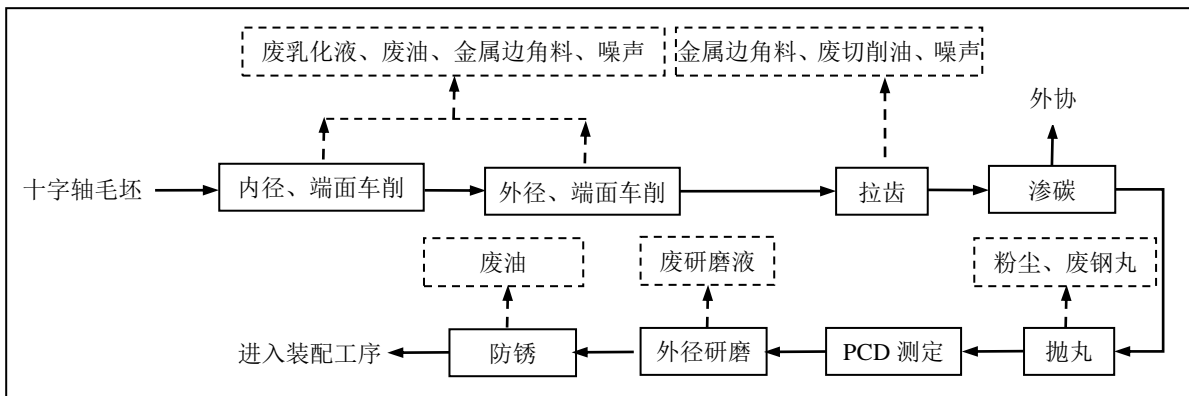 废乳化液、废油、金属边角料、噪声
金属边角料、废切削油、噪声
外协
十字轴毛坯
内径、端面车削
外径、端面车削
拉齿
渗碳
废油
废研磨液
粉尘、废钢丸
进入装配工序
防锈
外径研磨
PCD 测定
抛丸